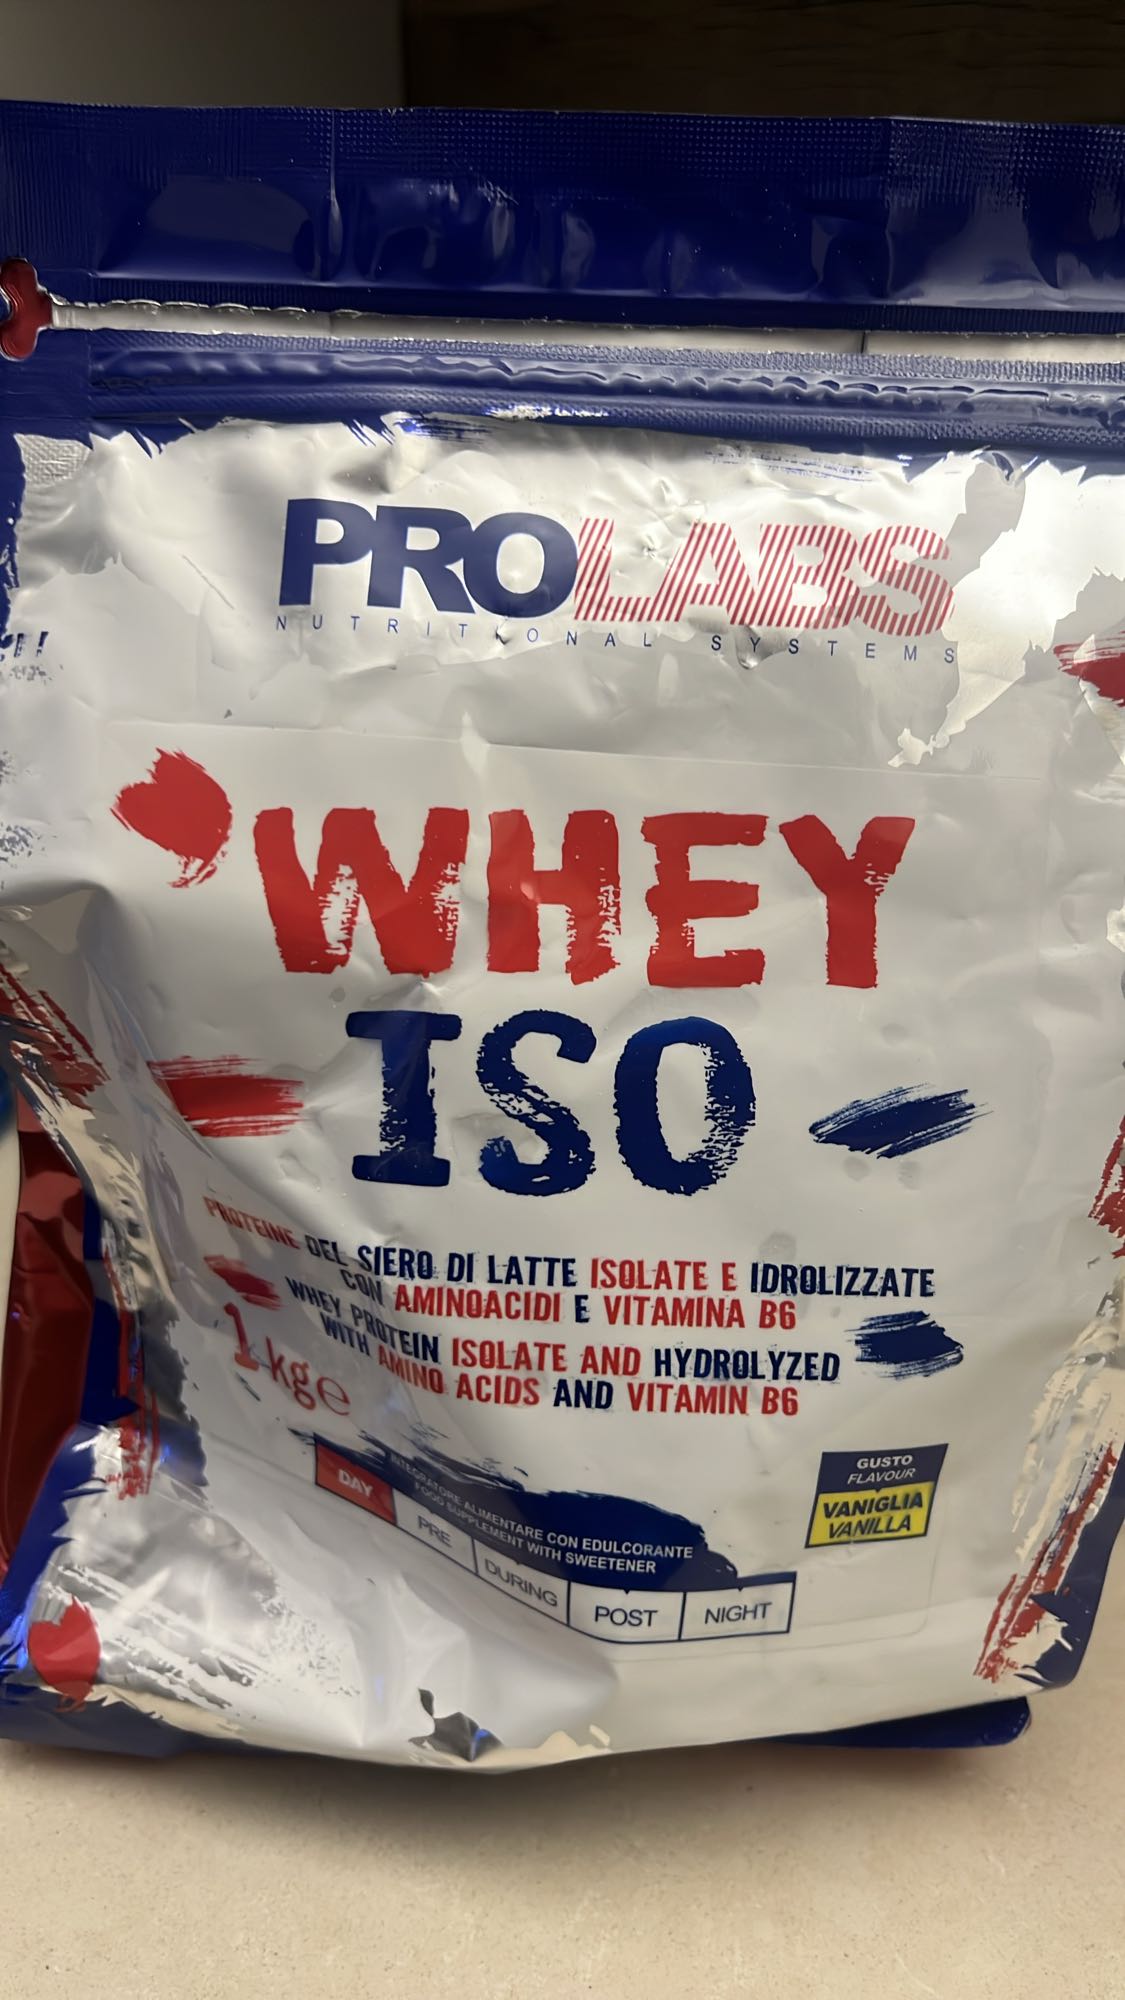 PROLABS
NUTRITIONAL SYSTEMS
WHEY
ISO
PROTEINE DEL SIERO DI LATTE ISOLATE E IDROLIZZATE
CON AMINOACIDI E VITAMINA B6
WHEY PROTEIN ISOLATE AND HYDROLYZED
WITH AMINO ACIDS AND VITAMIN B6
1 kg e
GUSTO
FLAVOUR
VANIGLIA
VANILLA
INTEGRATORE ALIMENTARE CON EDULCORANTE
FOOD SUPPLEMENT WITH SWEETENER
DAY
PRE
DURING
POST
NIGHT